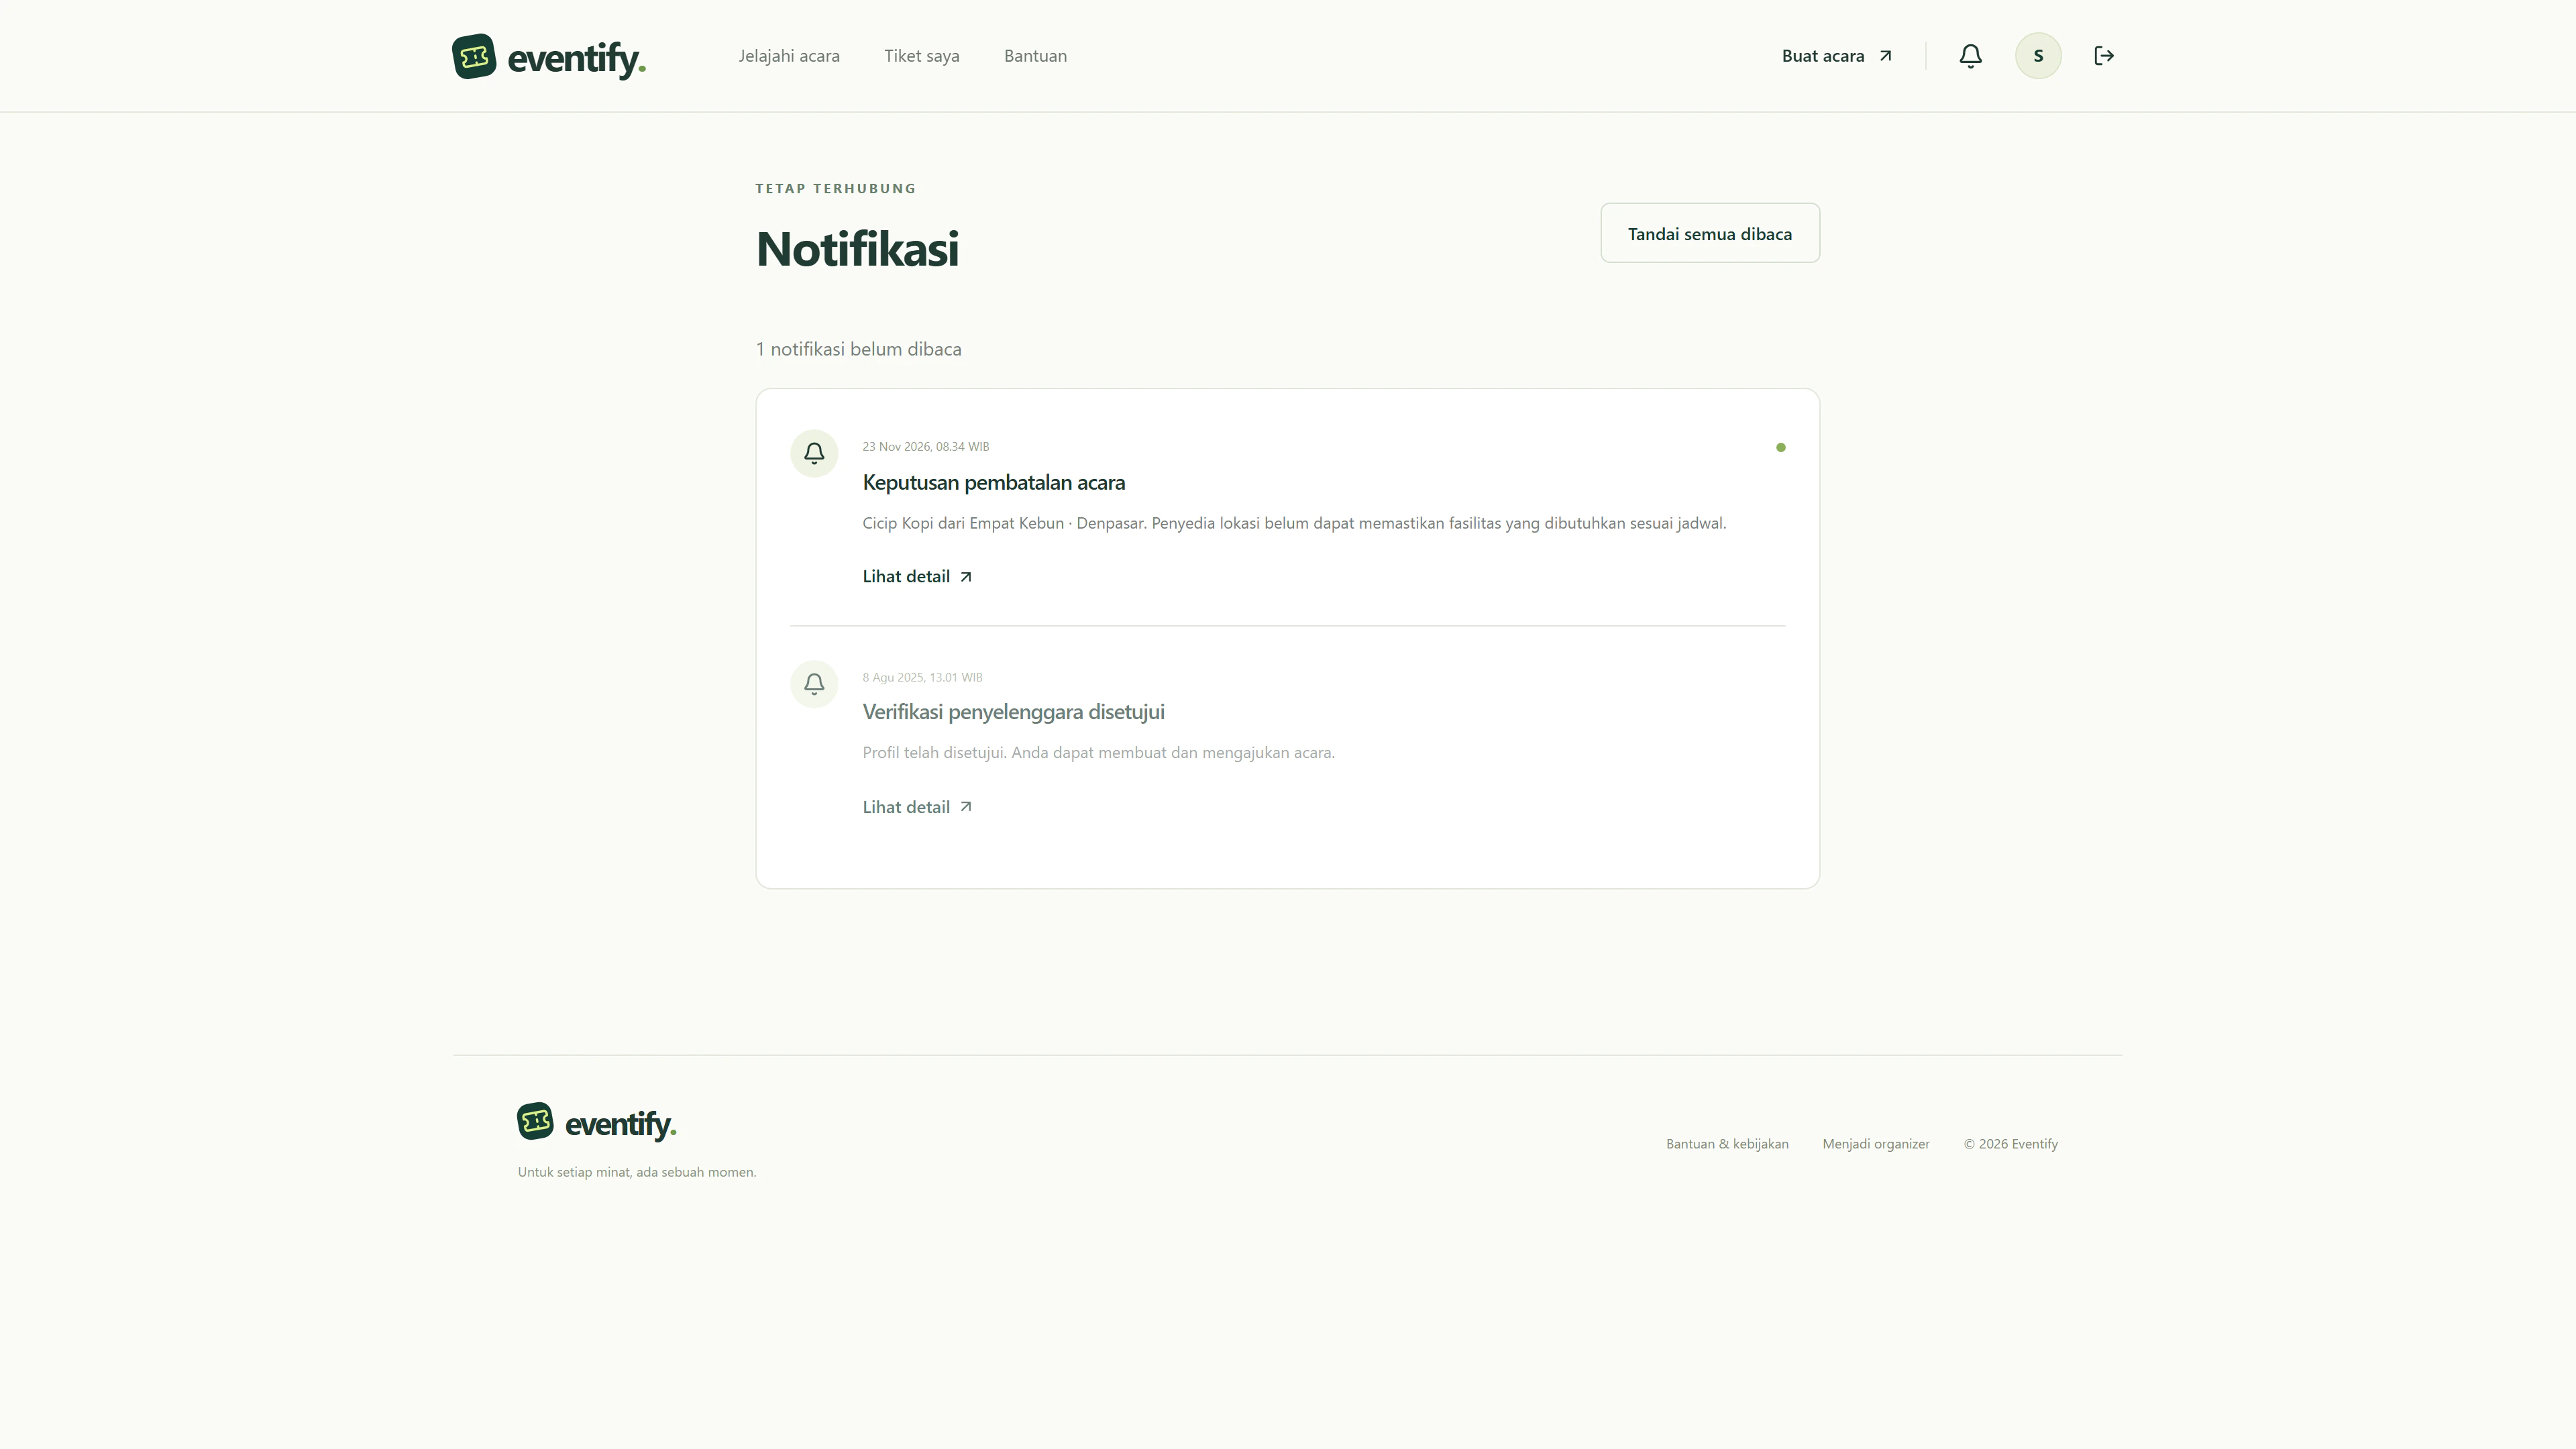 eventify.
Jelajahi acara
Tiket saya
Bantuan
Buat acara
S
TETAP TERHUBUNG
Notifikasi
Tandai semua dibaca
1 notifikasi belum dibaca
23 Nov 2026, 08.34 WIB
Keputusan pembatalan acara
Cicip Kopi dari Empat Kebun · Denpasar. Penyedia lokasi belum dapat memastikan fasilitas yang dibutuhkan sesuai jadwal.
Lihat detail
8 Agu 2025, 13.01 WIB
Verifikasi penyelenggara disetujui
Profil telah disetujui. Anda dapat membuat dan mengajukan acara.
Lihat detail
eventify.
Untuk setiap minat, ada sebuah momen.
Bantuan & kebijakan
Menjadi organizer
© 2026 Eventify